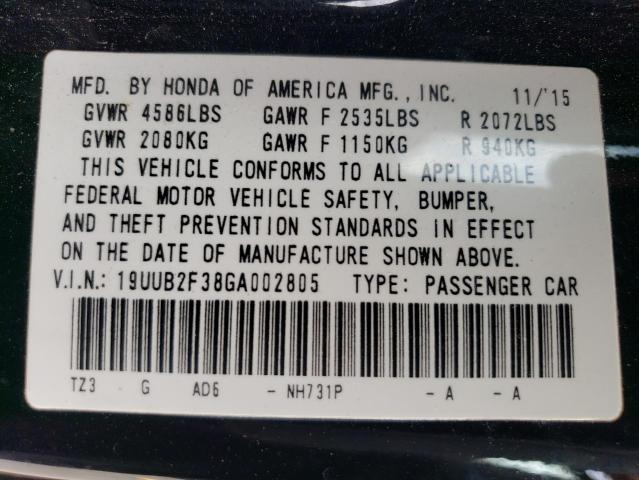 MFD. BY HONDA OF AMERICA MFG., INC. 11/'15
GVWR 4586LBS GAWR F 2535LBS R 2072LBS
GVWR 2080KG GAWR F 1150KG R 940KG
THIS VEHICLE CONFORMS TO ALL APPLICABLE
FEDERAL MOTOR VEHICLE SAFETY, BUMPER,
AND THEFT PREVENTION STANDARDS IN EFFECT
ON THE DATE OF MANUFACTURE SHOWN ABOVE.
V.I.N.: 19UUB2F38GA002805 TYPE: PASSENGER CAR
TZ3 G AD6 - NH731P - A - A